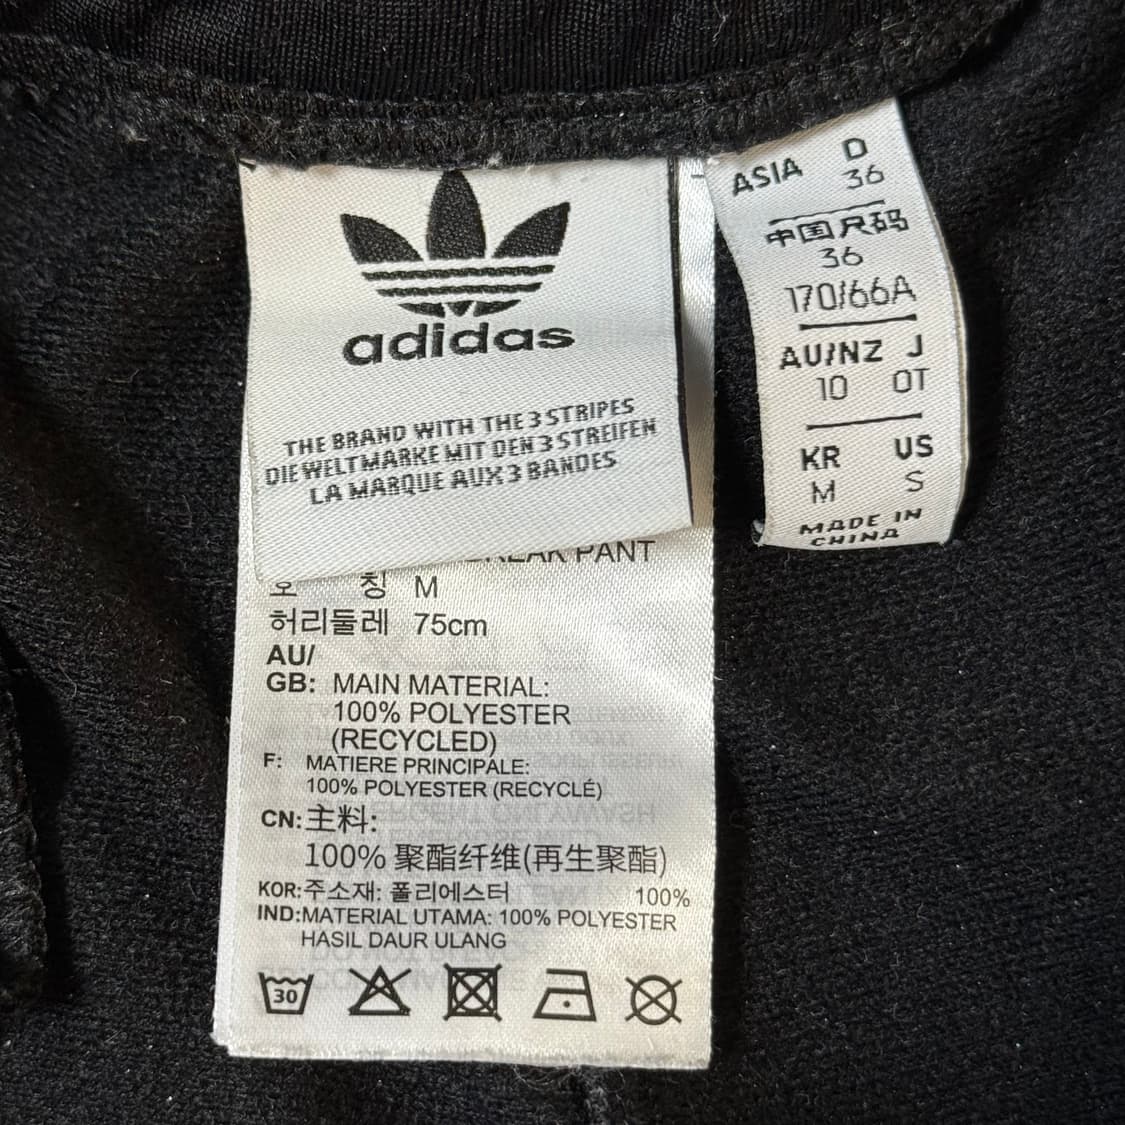 adidas
THE BRAND WITH THE 3 STRIPES
DIE WELTMARKE MIT DEN 3 STREIFEN
LA MARQUE AUX 3 BANDES
PANT
호 칭 M
허리둘레 75cm
AU/
GB: MAIN MATERIAL:
100% POLYESTER
(RECYCLED)
F: MATIERE PRINCIPALE:
100% POLYESTER (RECYCLÉ)
CN: 主料:
100% 聚酯纤维(再生聚酯)
KOR: 주소재: 폴리에스터 100%
IND: MATERIAL UTAMA: 100% POLYESTER
HASIL DAUR ULANG
30
ASIA D
36
中国尺码
36
170/66A
AU/NZ J
10 OT
KR US
M S
MADE IN
CHINA